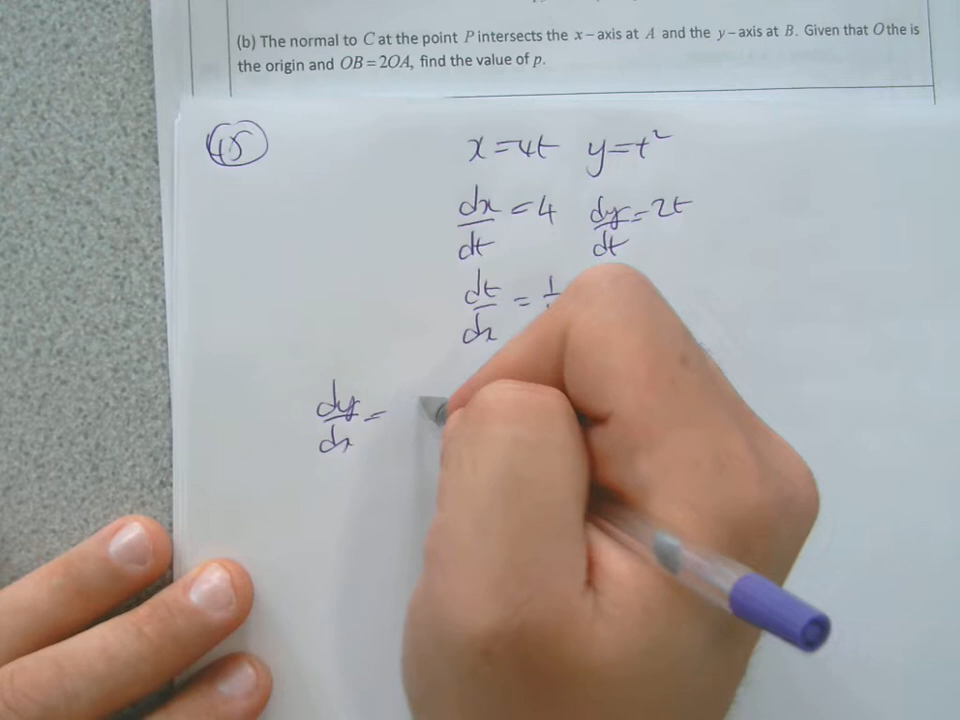 (b) The normal to C at the point P intersects the x−axis at A and the y−axis at B. Given that O the is
the origin and OB = 2OA, find the value of p.
45
x = 4t y = t²
dx/dt = 4 dy/dt = 2t
dt/dx = 1/
dy/dx =